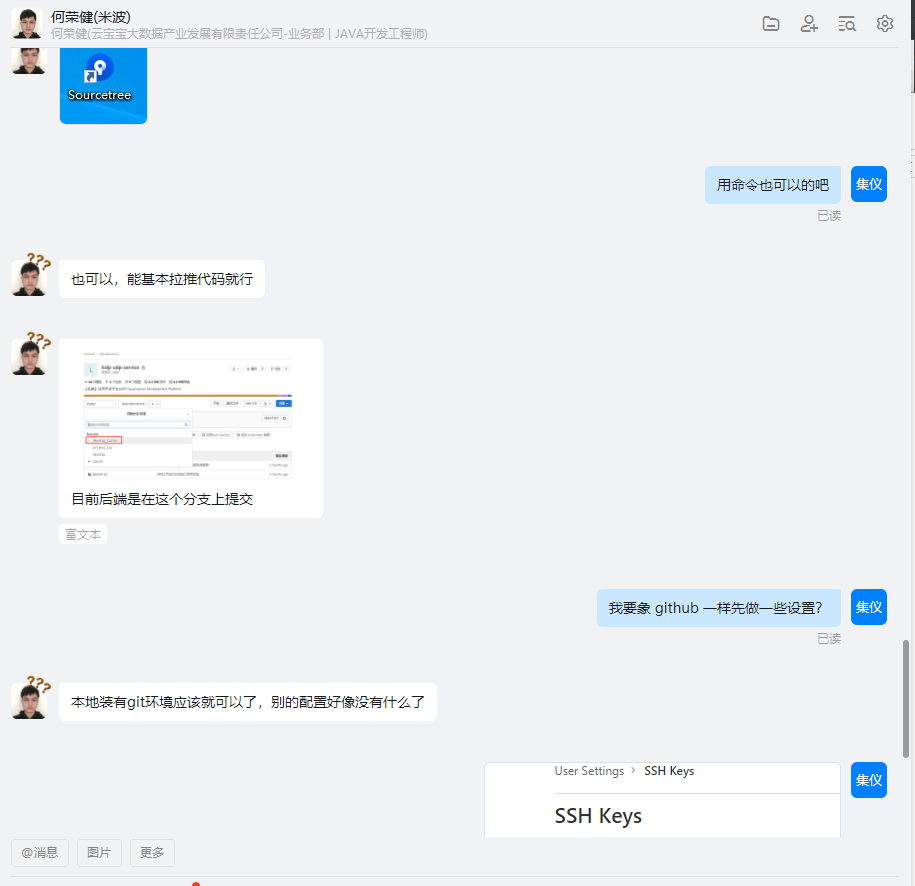 何荣健(米波)
何荣健(云宝宝大数据产业发展有限责任公司-业务部 | JAVA开发工程师)
Sourcetree
用命令也可以的吧
集仪
已读
???
也可以，能基本拉推代码就行
???
目前后端是在这个分支上提交
富文本
我要象 github 一样先做一些设置?
集仪
已读
???
本地装有git环境应该就可以了，别的配置好像没有什么了
User Settings > SSH Keys
集仪
SSH Keys
@消息
图片
更多